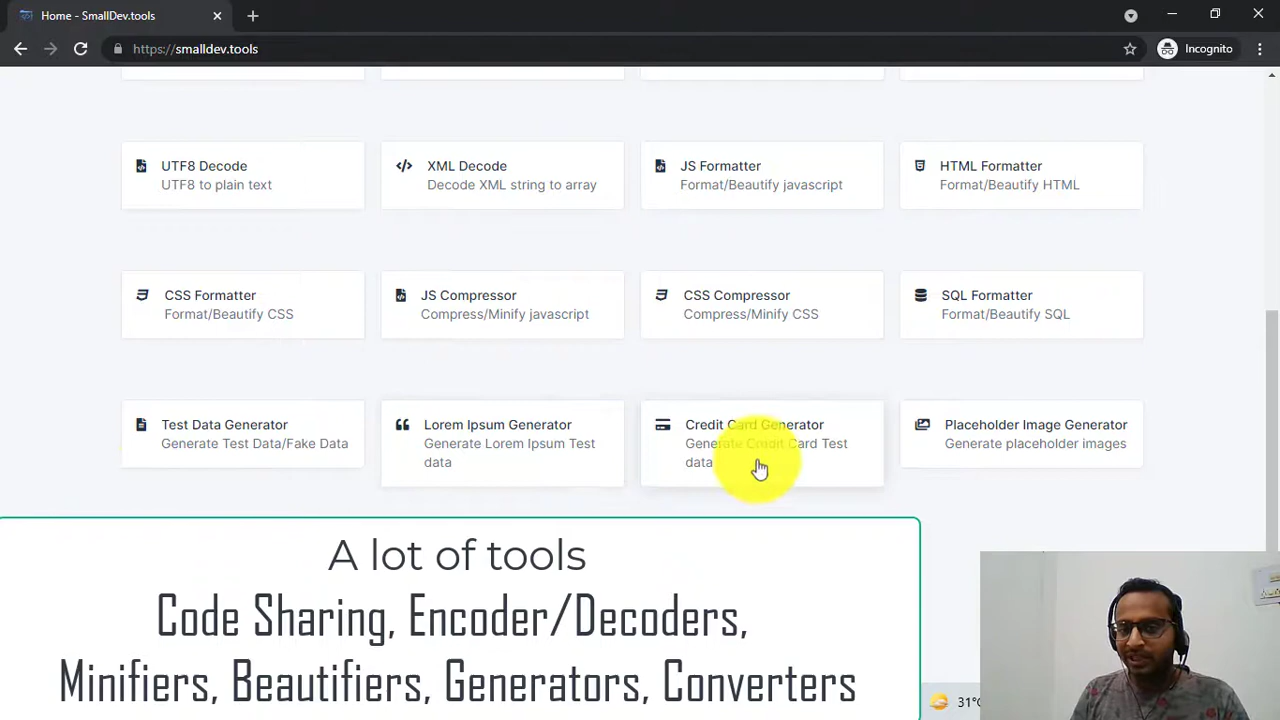 Home - SmallDev.tools
https://smalldev.tools
Incognito
UTF8 Decode
UTF8 to plain text
XML Decode
Decode XML string to array
JS Formatter
Format/Beautify javascript
HTML Formatter
Format/Beautify HTML
CSS Formatter
Format/Beautify CSS
JS Compressor
Compress/Minify javascript
CSS Compressor
Compress/Minify CSS
SQL Formatter
Format/Beautify SQL
Test Data Generator
Generate Test Data/Fake Data
Lorem Ipsum Generator
Generate Lorem Ipsum Test
data
Credit Card Generator
Generate Credit Card Test
data
Placeholder Image Generator
Generate placeholder images
A lot of tools
Code Sharing, Encoder/Decoders,
Minifiers, Beautifiers, Generators, Converters
31°